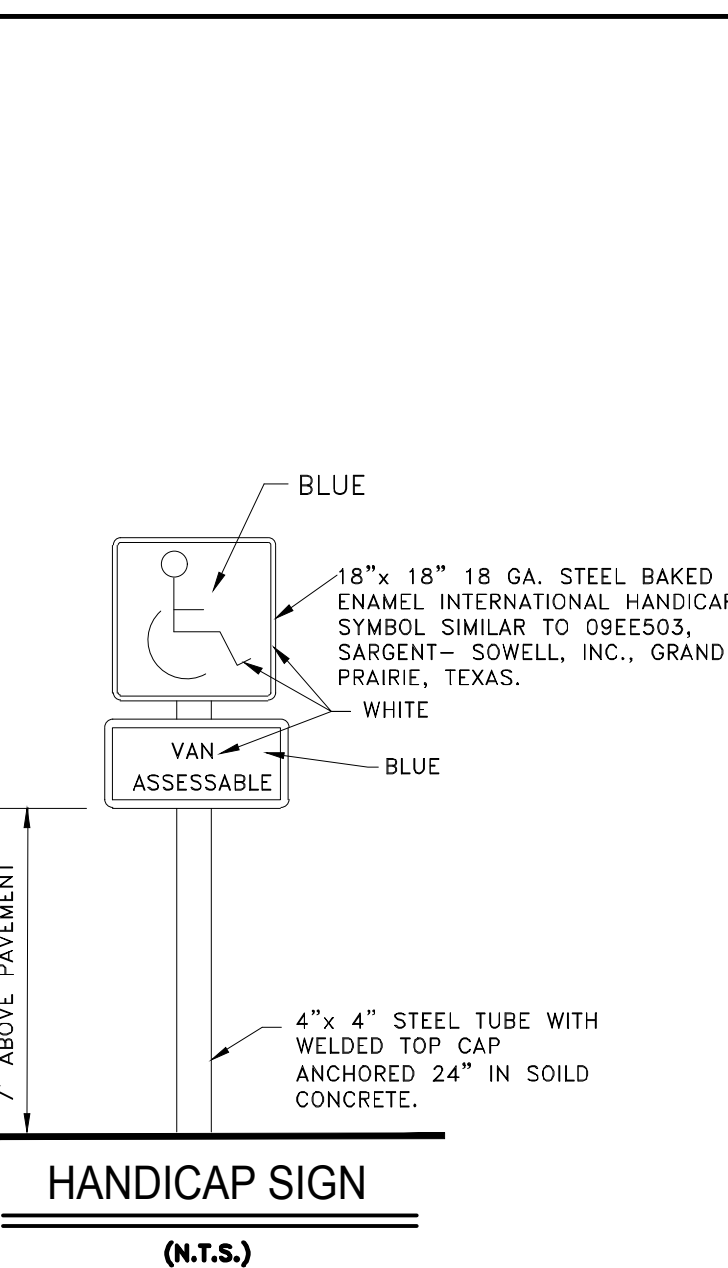 BLUE
18"x 18" 18 GA. STEEL BAKED
ENAMEL INTERNATIONAL HANDICAP
SYMBOL SIMILAR TO 09EE503,
SARGENT– SOWELL, INC., GRAND
PRAIRIE, TEXAS.
WHITE
VAN
ASSESSABLE
BLUE
ABOVE PAVEMENT
4"x 4" STEEL TUBE WITH
WELDED TOP CAP
ANCHORED 24" IN SOILD
CONCRETE.
HANDICAP SIGN
(N.T.S.)